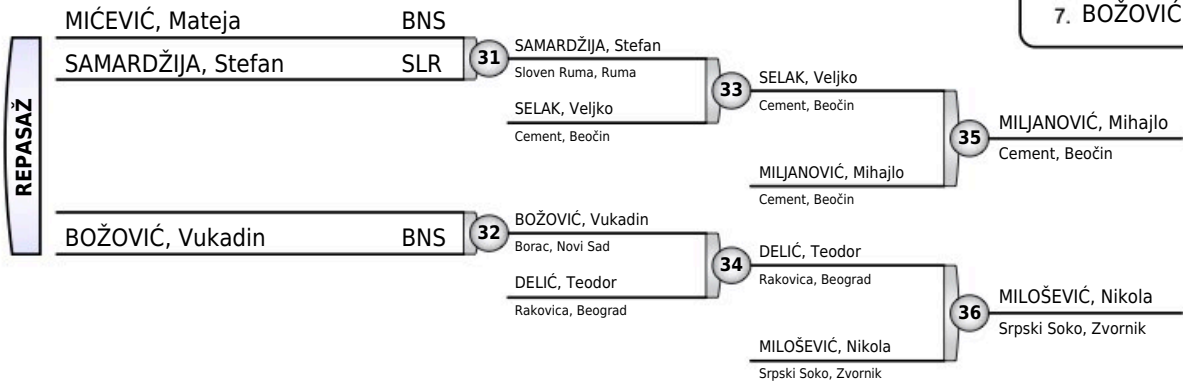 7. BOŽOVIĆ
REPASAŽ
MIĆEVIĆ, Mateja BNS
SAMARDŽIJA, Stefan SLR
31
SAMARDŽIJA, Stefan
Sloven Ruma, Ruma
SELAK, Veljko
Cement, Beočin
33
SELAK, Veljko
Cement, Beočin
MILJANOVIĆ, Mihajlo
Cement, Beočin
35
MILJANOVIĆ, Mihajlo
Cement, Beočin
BOŽOVIĆ, Vukadin BNS
32
BOŽOVIĆ, Vukadin
Borac, Novi Sad
DELIĆ, Teodor
Rakovica, Beograd
34
DELIĆ, Teodor
Rakovica, Beograd
MILOŠEVIĆ, Nikola
Srpski Soko, Zvornik
36
MILOŠEVIĆ, Nikola
Srpski Soko, Zvornik